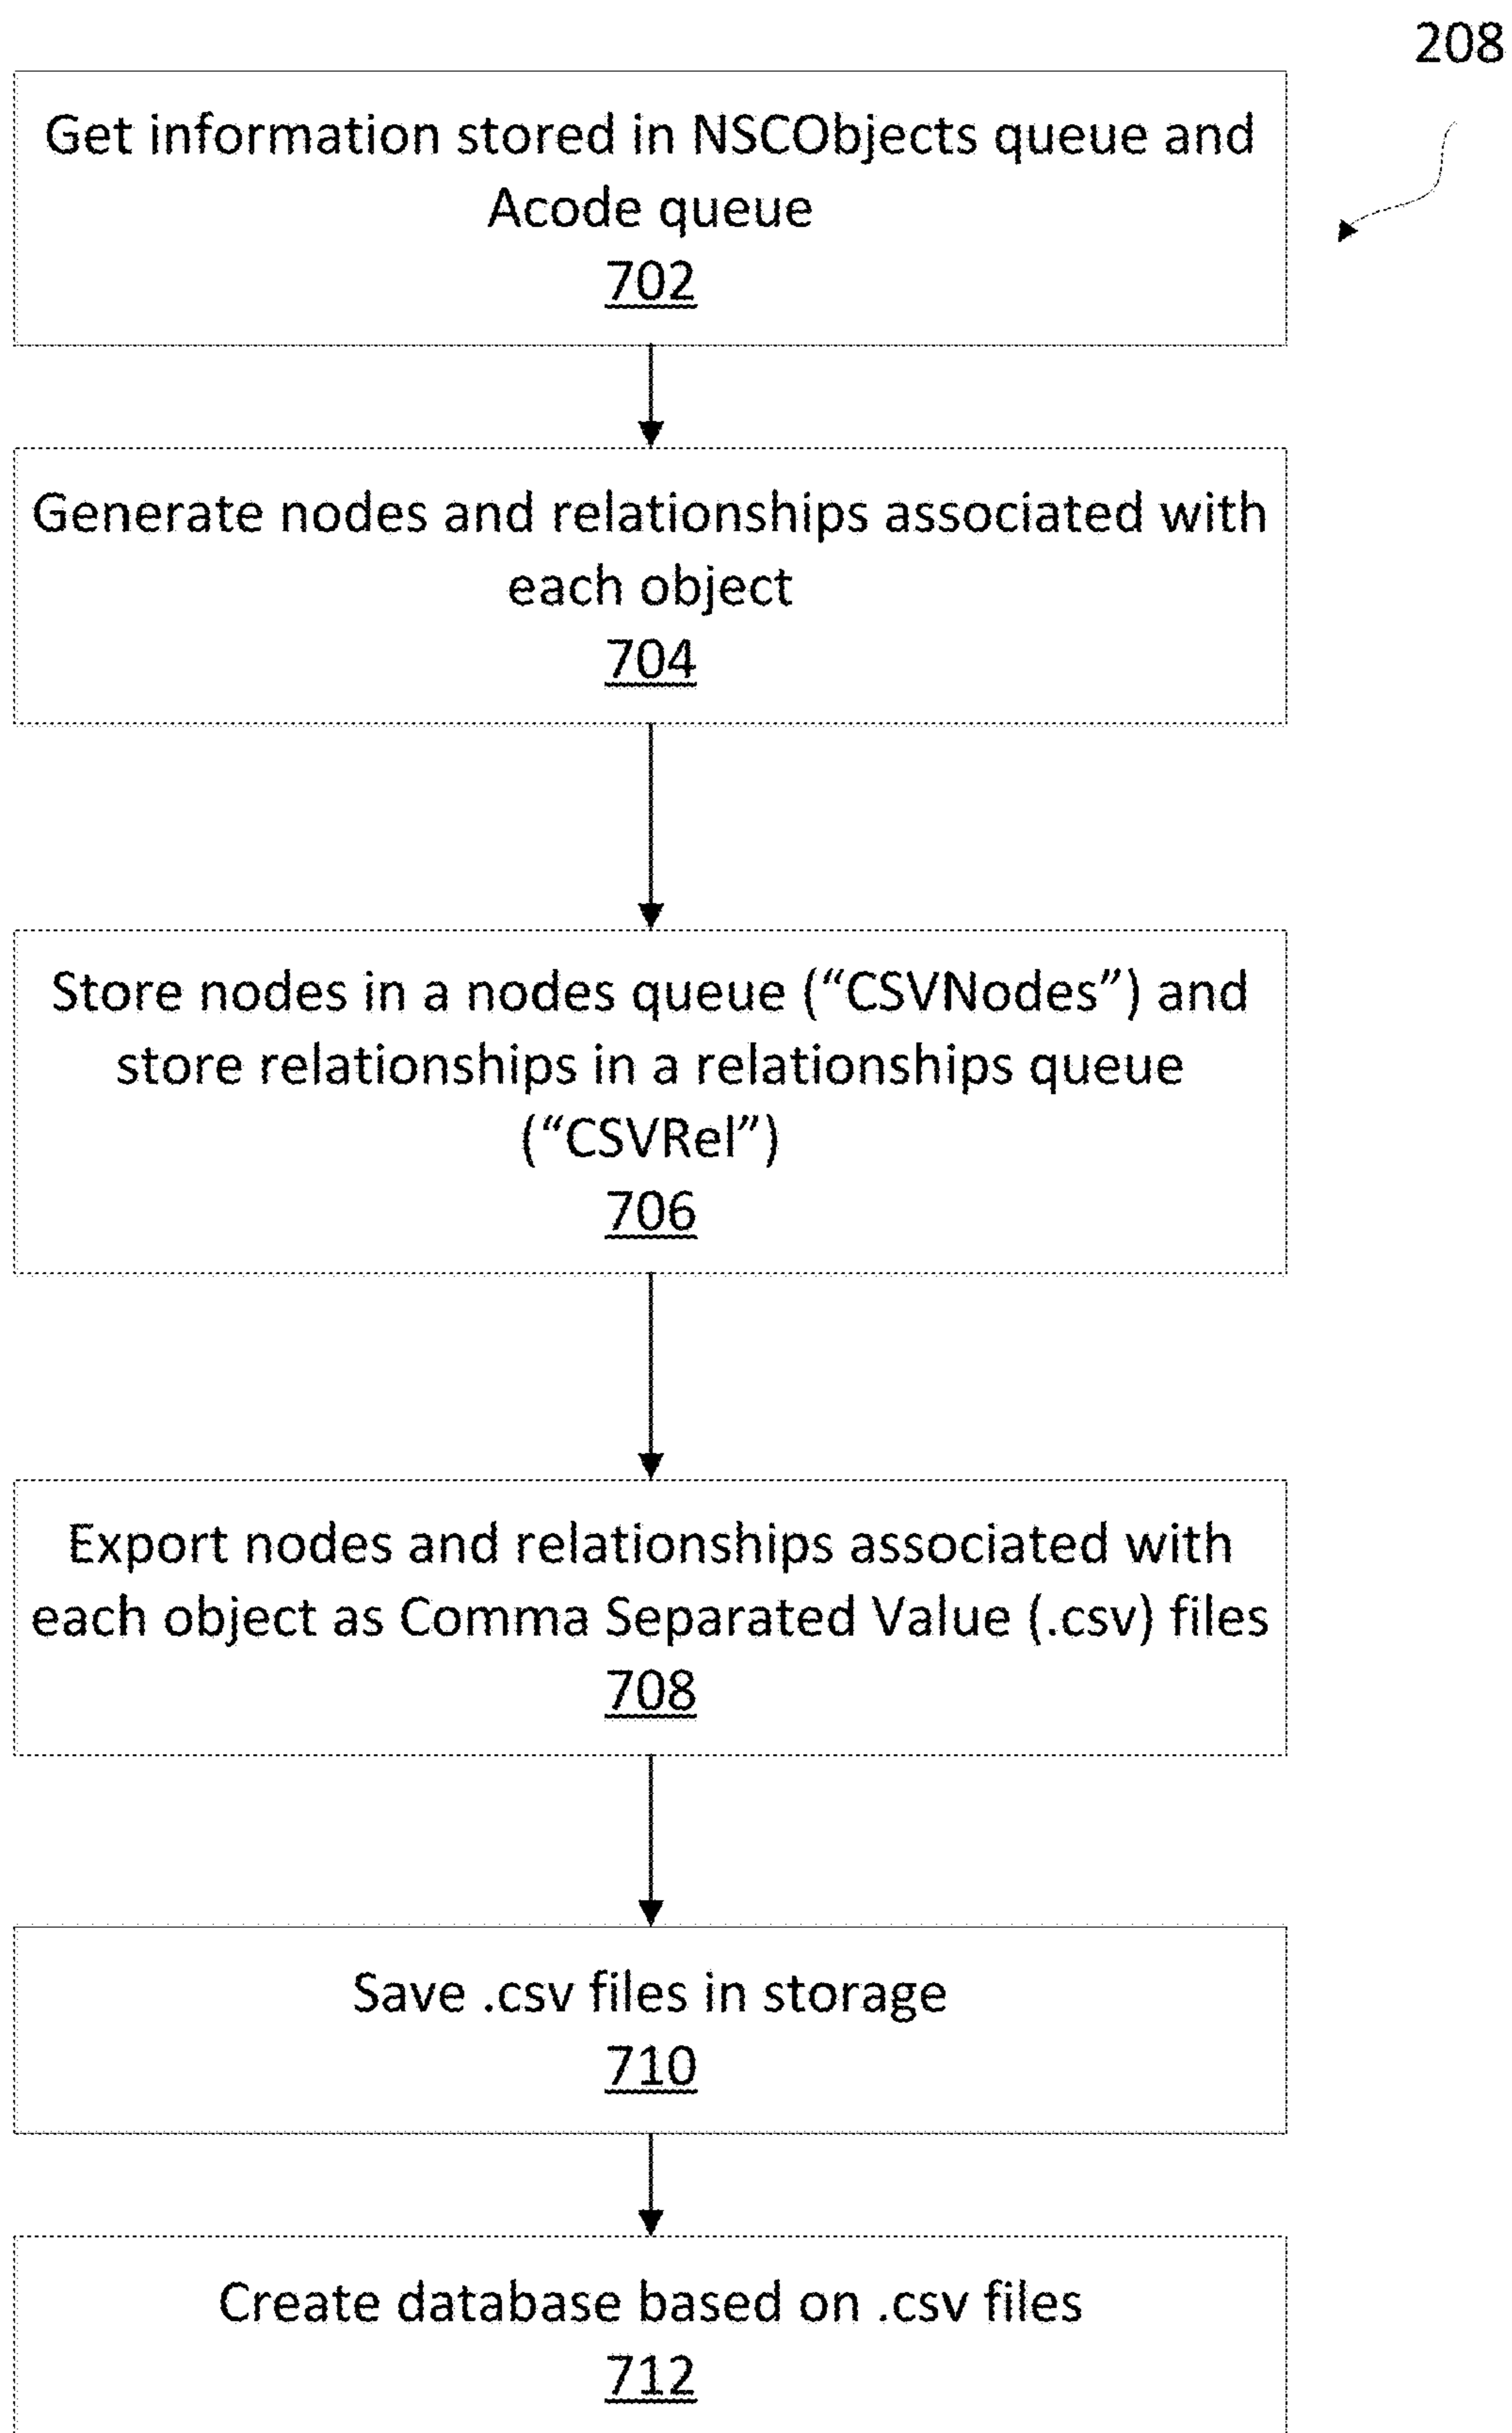 208
Get information stored in NSCObjects queue and
Acode queue
702
Generate nodes and relationships associated with
each object
704
Store nodes in a nodes queue (“CSVNodes”) and
store relationships in a relationships queue
(“CSVRel”)
706
Export nodes and relationships associated with
each object as Comma Separated Value (.csv) files
708
Save .csv files in storage
710
Create database based on .csv files
712